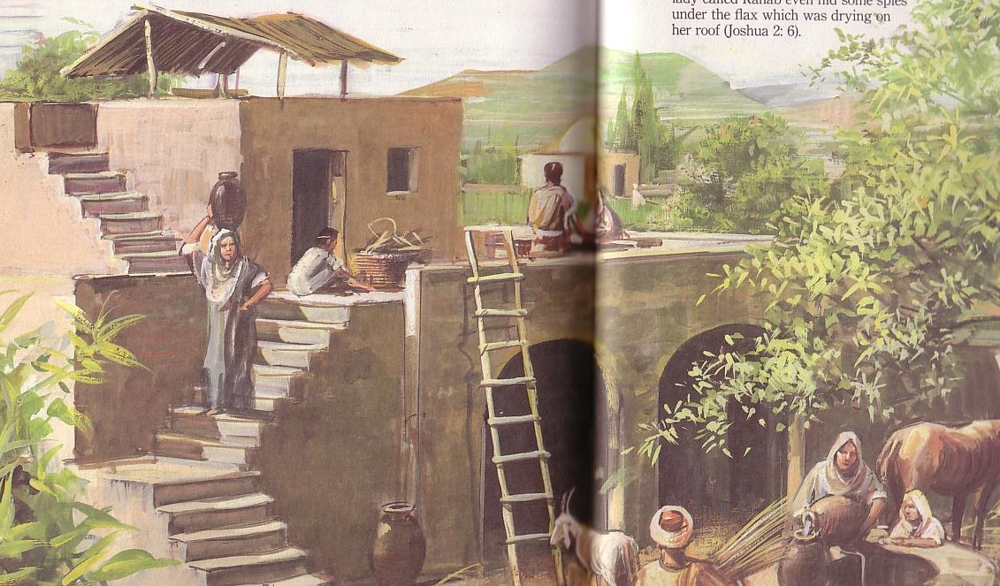 lady called Rahab even hid some spies
under the flax which was drying on
her roof (Joshua 2: 6).